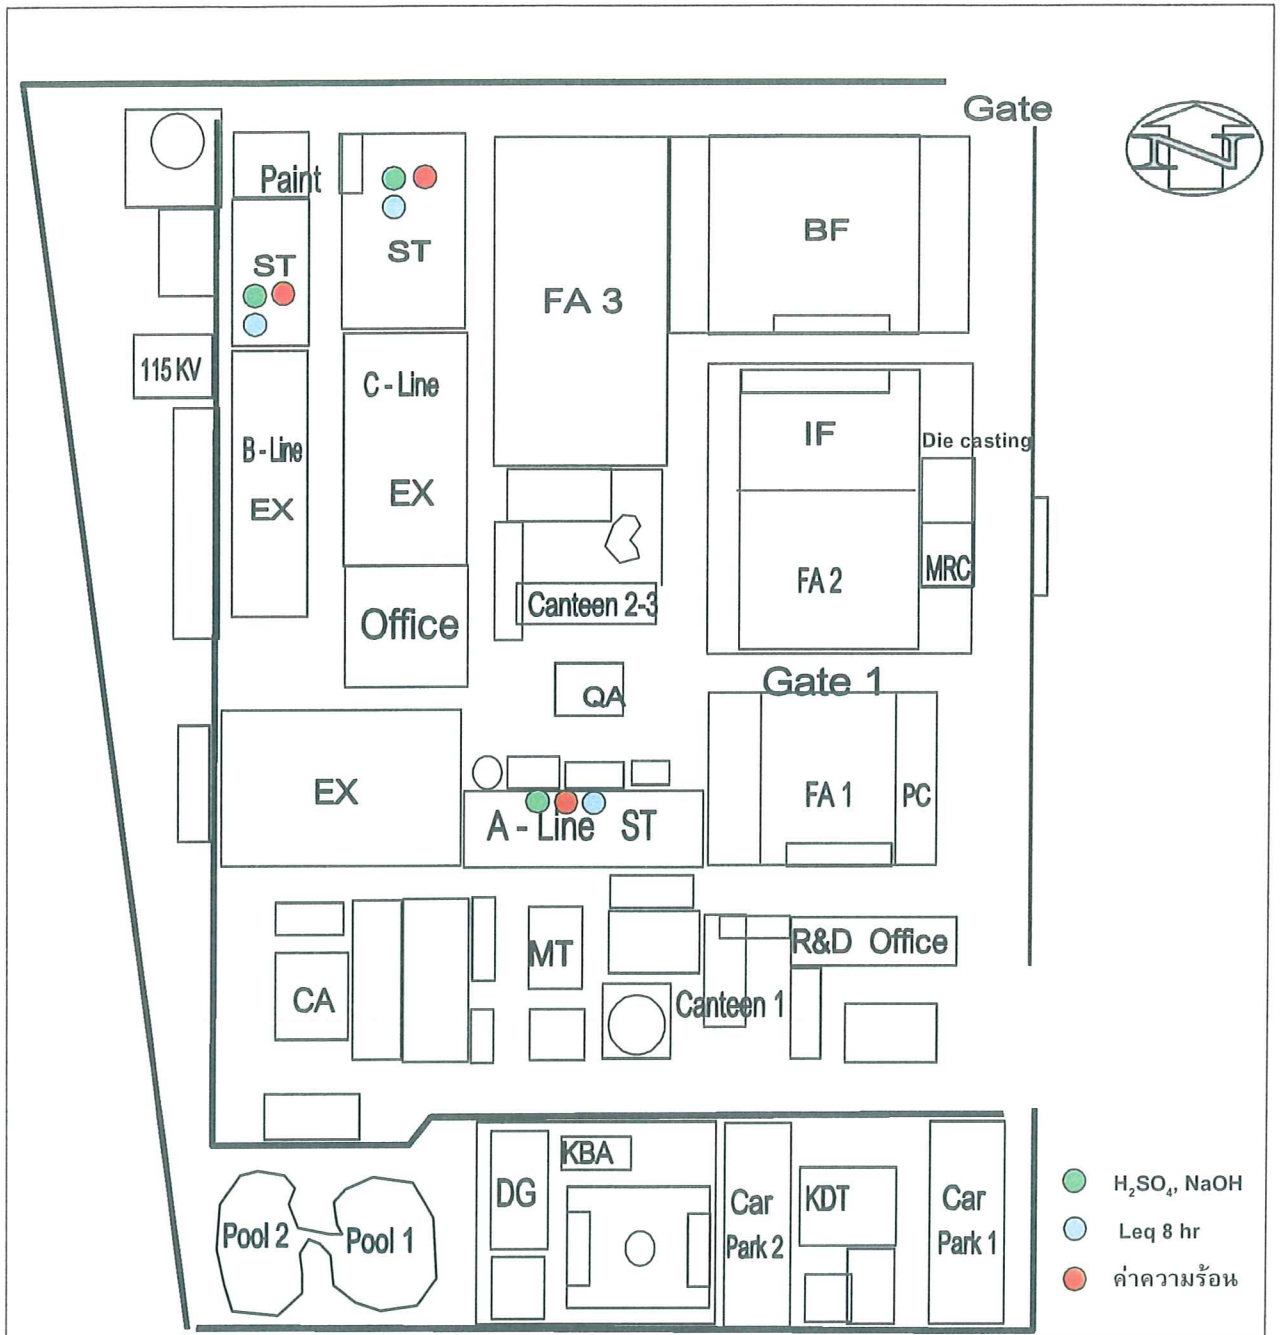 Gate
N
Paint
ST
ST
BF
FA 3
115 KV
C - Line
B - Line
EX
EX
IF
Die casting
FA 2
MRC
Canteen 2-3
Office
QA
Gate 1
EX
A - Line ST
FA 1
PC
MT
R&D Office
CA
Canteen 1
KBA
DG
Car
Park 2
KDT
Car
Park 1
Pool 2
Pool 1
H₂SO₄, NaOH
Leq 8 hr
ค่าความร้อน